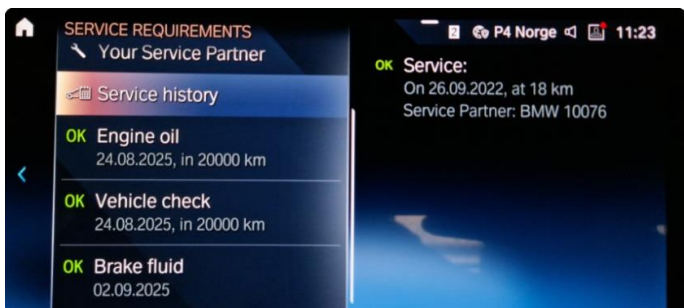 SERVICE REQUIREMENTS
Your Service Partner
Service history
OK Engine oil
24.08.2025, in 20000 km
OK Vehicle check
24.08.2025, in 20000 km
OK Brake fluid
02.09.2025
2 P4 Norge 11:23
OK Service:
On 26.09.2022, at 18 km
Service Partner: BMW 10076